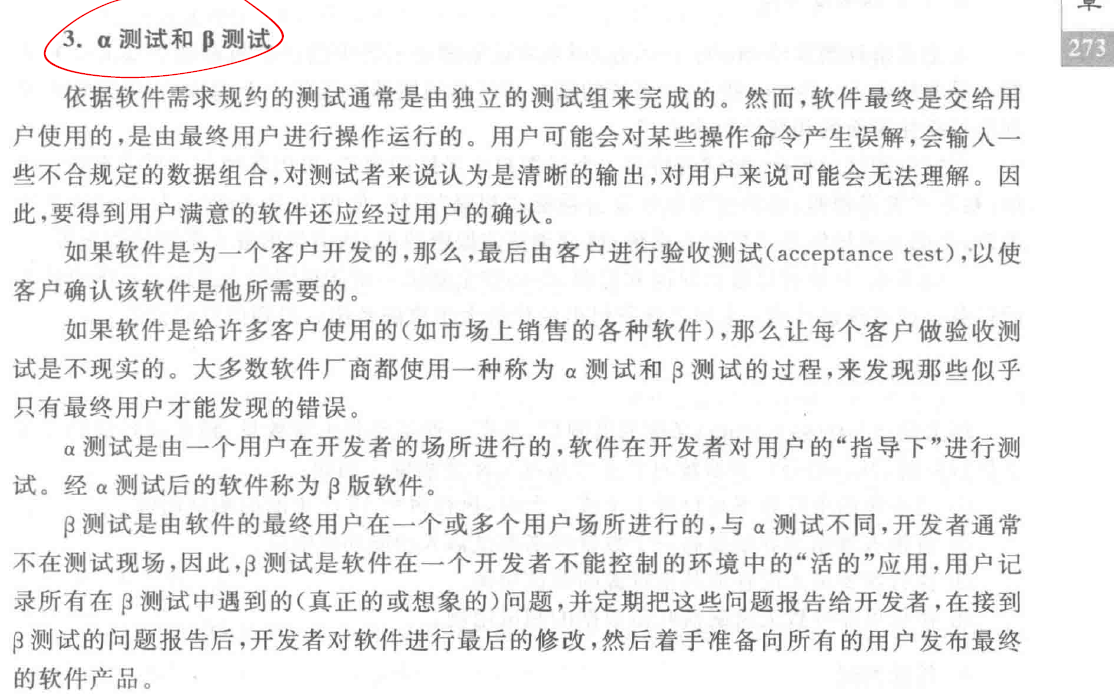 章
273
3. α 测试和 β 测试
依据软件需求规约的测试通常是由独立的测试组来完成的。然而,软件最终是交给用
户使用的,是由最终用户进行操作运行的。用户可能会对某些操作命令产生误解,会输入一
些不合规定的数据组合,对测试者来说认为是清晰的输出,对用户来说可能会无法理解。因
此,要得到用户满意的软件还应经过用户的确认。
如果软件是为一个客户开发的,那么,最后由客户进行验收测试(acceptance test),以使
客户确认该软件是他所需要的。
如果软件是给许多客户使用的(如市场上销售的各种软件),那么让每个客户做验收测
试是不现实的。大多数软件厂商都使用一种称为 α 测试和 β 测试的过程,来发现那些似乎
只有最终用户才能发现的错误。
α 测试是由一个用户在开发者的场所进行的,软件在开发者对用户的“指导下”进行测
试。经 α 测试后的软件称为 β 版软件。
β 测试是由软件的最终用户在一个或多个用户场所进行的,与 α 测试不同,开发者通常
不在测试现场,因此,β 测试是软件在一个开发者不能控制的环境中的“活的”应用,用户记
录所有在 β 测试中遇到的(真正的或想象的)问题,并定期把这些问题报告给开发者,在接到
β 测试的问题报告后,开发者对软件进行最后的修改,然后着手准备向所有的用户发布最终
的软件产品。